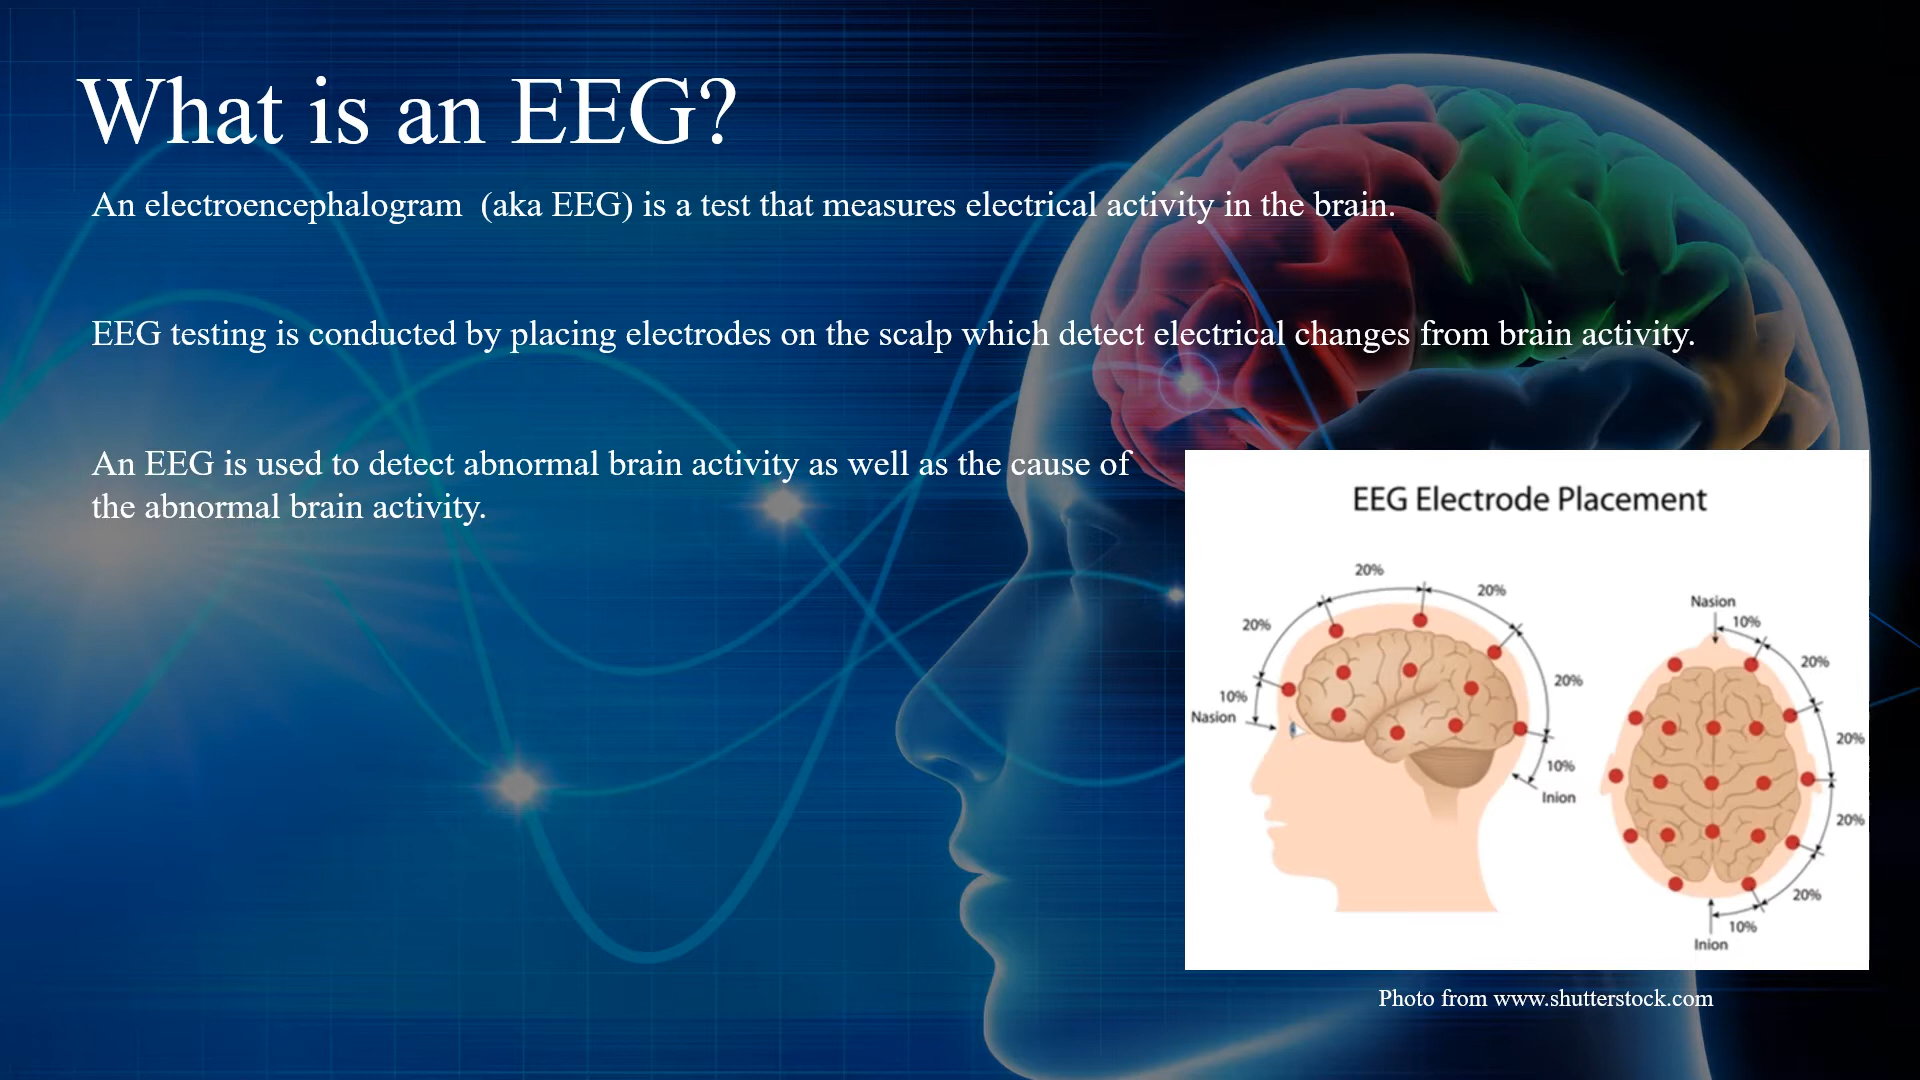 What is an EEG?
An electroencephalogram  (aka EEG) is a test that measures electrical activity in the brain.
EEG testing is conducted by placing electrodes on the scalp which detect electrical changes from brain activity.
An EEG is used to detect abnormal brain activity as well as the cause of
the abnormal brain activity.
EEG Electrode Placement
20%
20%
20%
20%
10%
Nasion
10%
Inion
Nasion
10%
20%
20%
20%
20%
10%
Inion
Photo from www.shutterstock.com